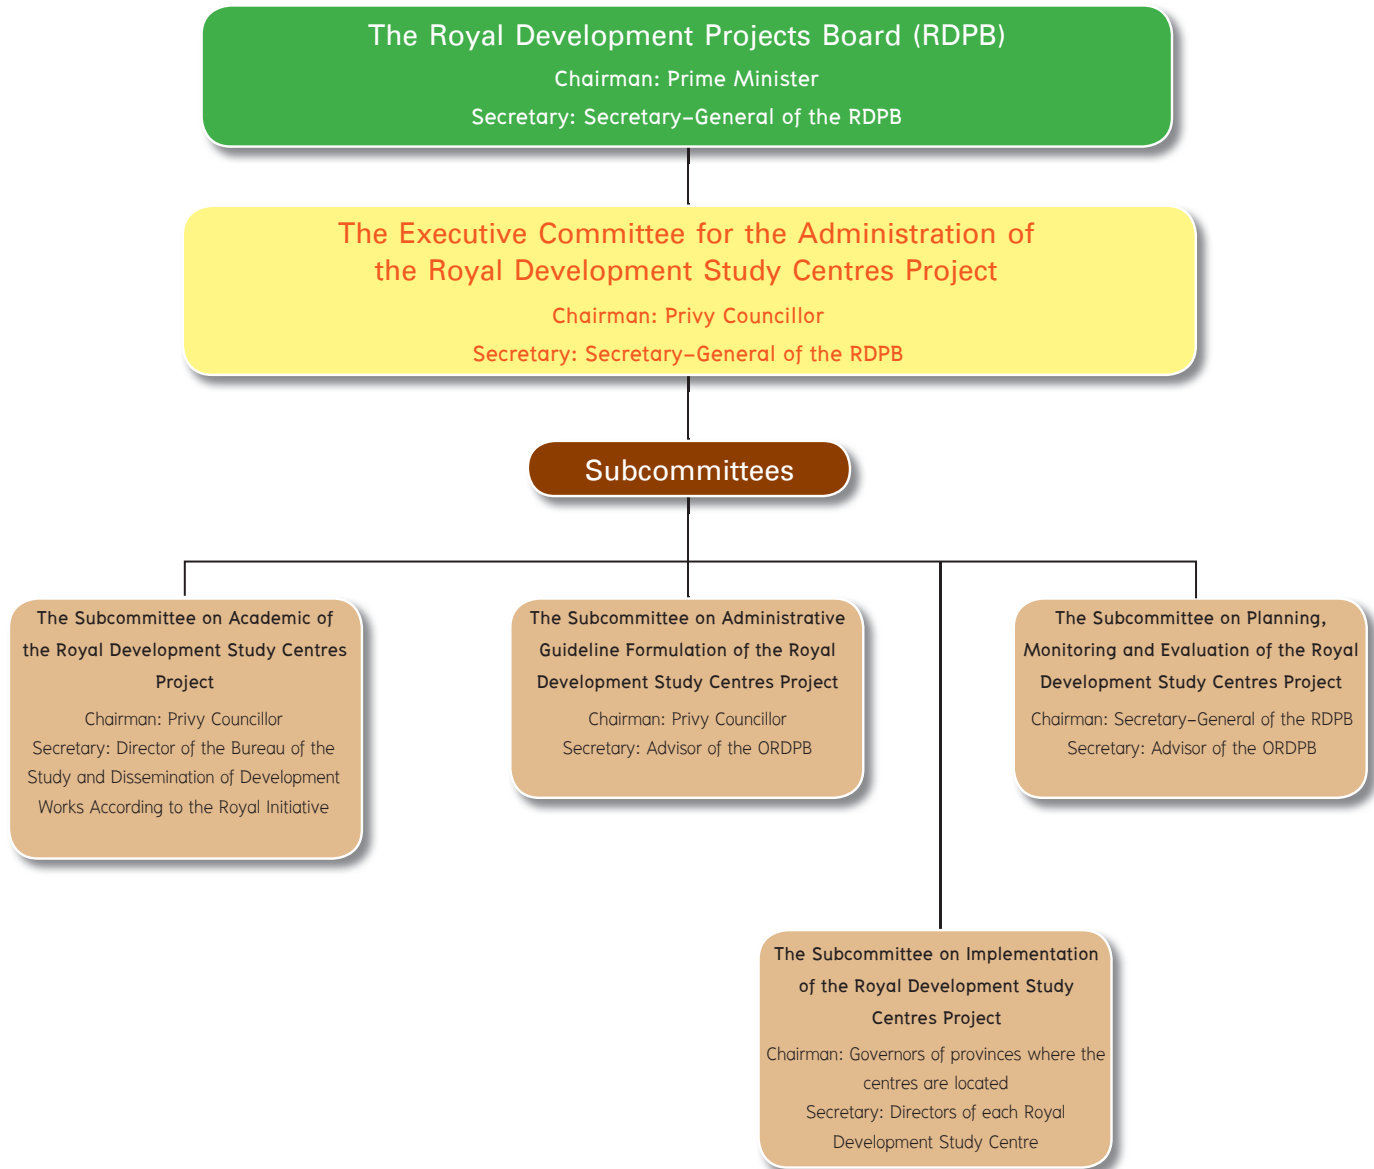 The Royal Development Projects Board (RDPB)
Chairman: Prime Minister
Secretary: Secretary-General of the RDPB
The Executive Committee for the Administration of
the Royal Development Study Centres Project
Chairman: Privy Councillor
Secretary: Secretary-General of the RDPB
Subcommittees
The Subcommittee on Academic of
the Royal Development Study Centres
Project
Chairman: Privy Councillor
Secretary: Director of the Bureau of the
Study and Dissemination of Development
Works According to the Royal Initiative
The Subcommittee on Administrative
Guideline Formulation of the Royal
Development Study Centres Project
Chairman: Privy Councillor
Secretary: Advisor of the ORDPB
The Subcommittee on Planning,
Monitoring and Evaluation of the Royal
Development Study Centres Project
Chairman: Secretary-General of the RDPB
Secretary: Advisor of the ORDPB
The Subcommittee on Implementation
of the Royal Development Study
Centres Project
Chairman: Governors of provinces where the
centres are located
Secretary: Directors of each Royal
Development Study Centre